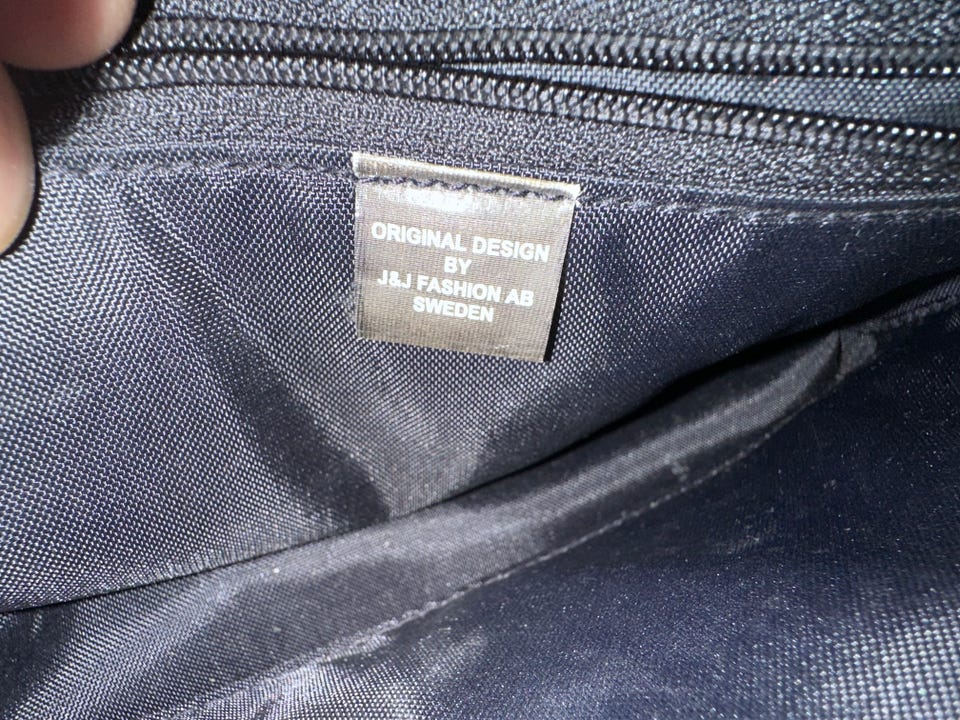 ORIGINAL DESIGN
BY
J&J FASHION AB
SWEDEN